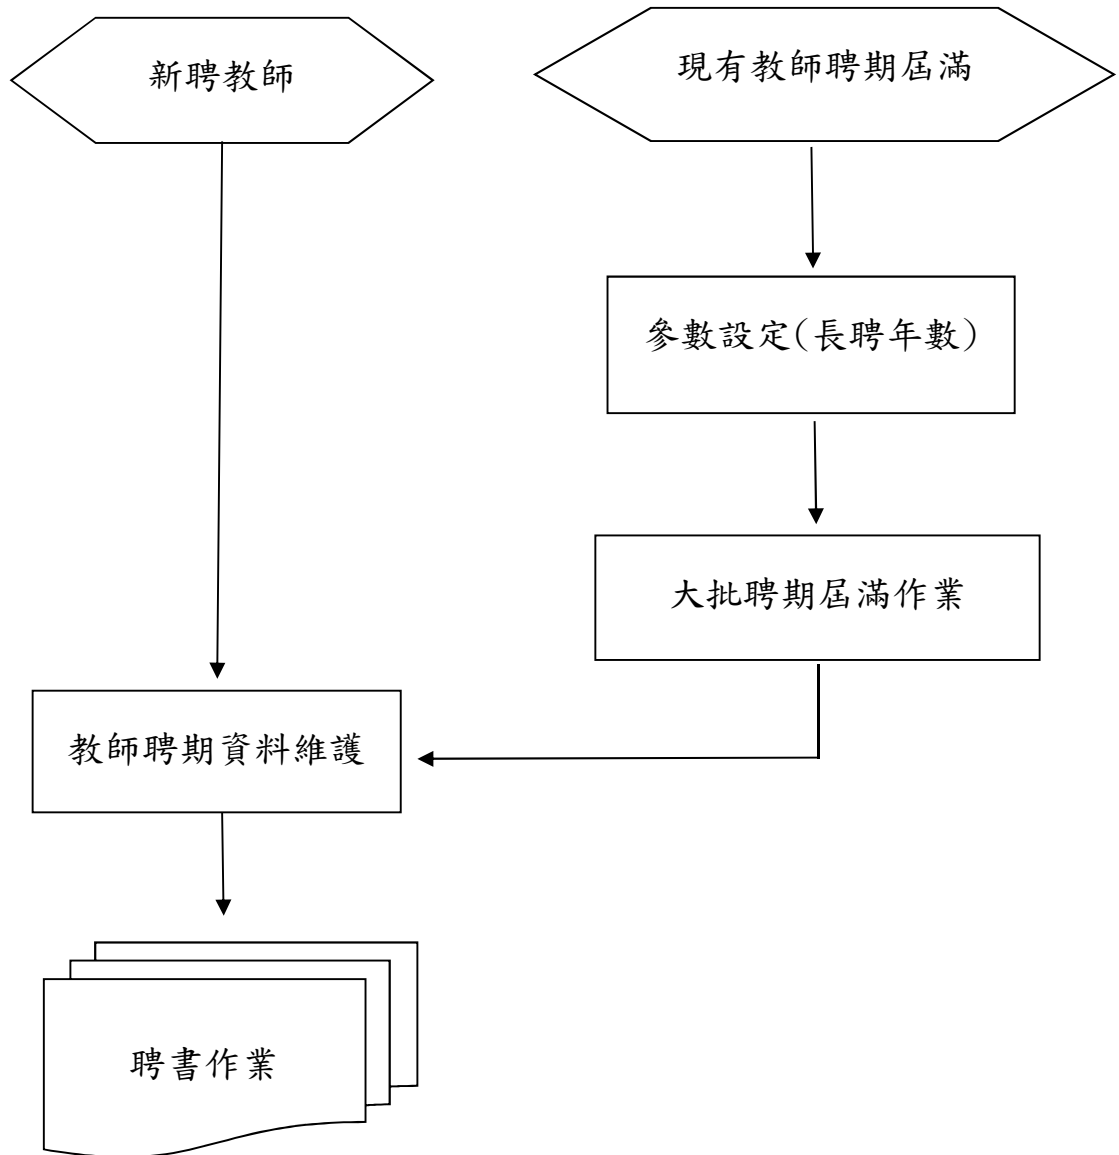 新聘教師
現有教師聘期屆滿
參數設定(長聘年數)
大批聘期屆滿作業
教師聘期資料維護
聘書作業